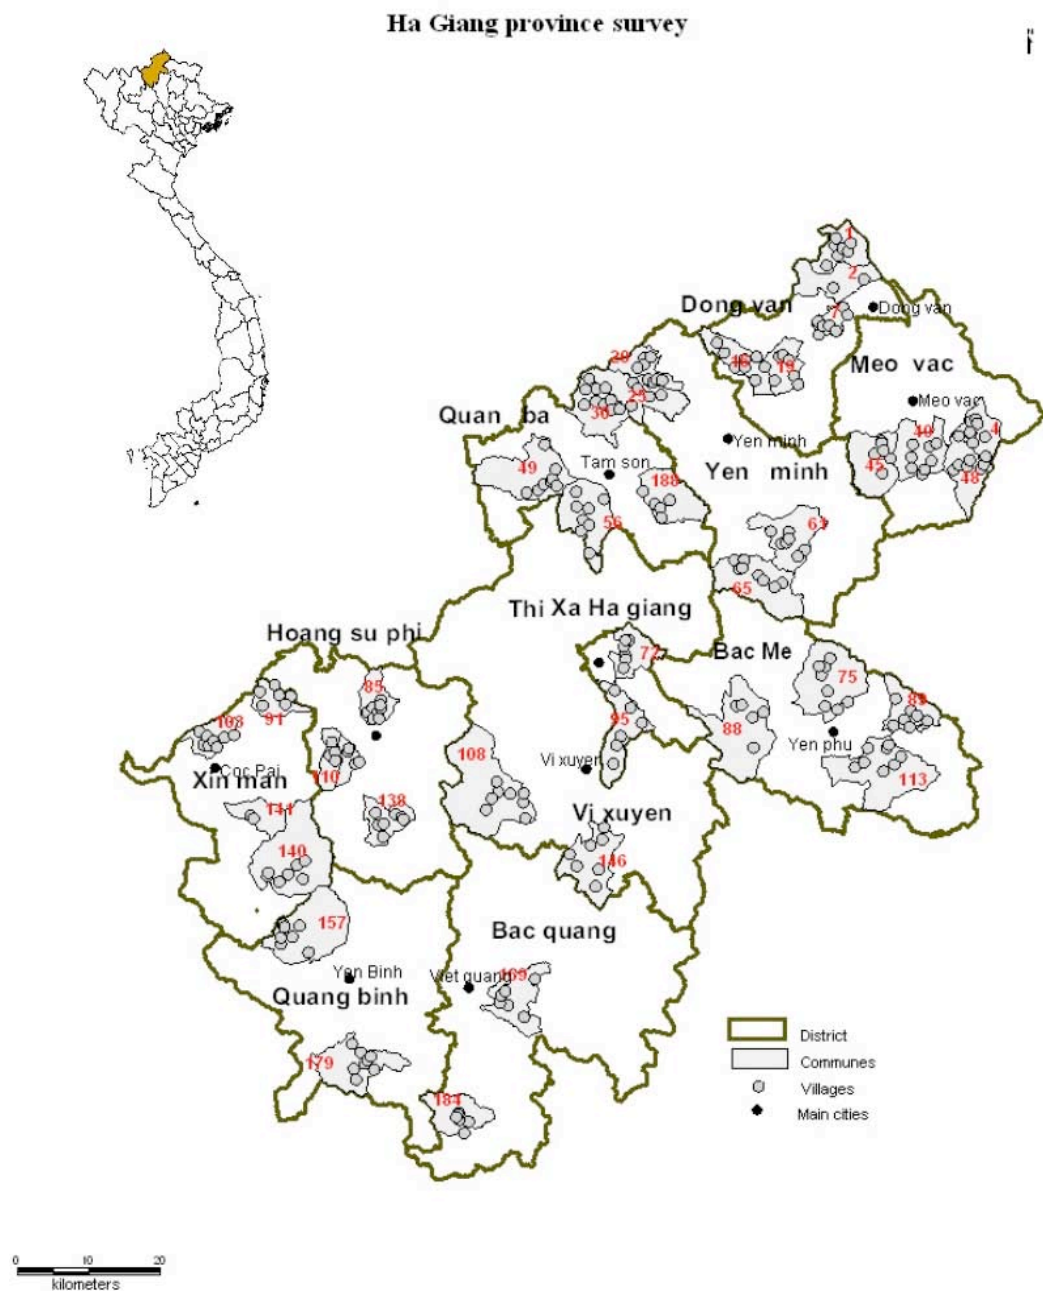 Ha Giang province survey
N
1
2
Dong van
7
Dong van
20
16
19
Meo vac
25
30
Quan ba
Meo vac
Yen minh
40
4
49
Tam son
188
Yen minh
45
48
56
61
65
Thi Xa Ha giang
Hoang su phi
77
Bac Me
75
85
91
89
103
95
88
108
Yen phu
Coc Pai
Vi xuyen
Xin man
110
113
141
138
Vi xuyen
140
146
157
Bac quang
Yen Binh
Viet quang
169
Quang binh
District
179
Communes
Villages
184
Main cities
0 10 20
kilometers